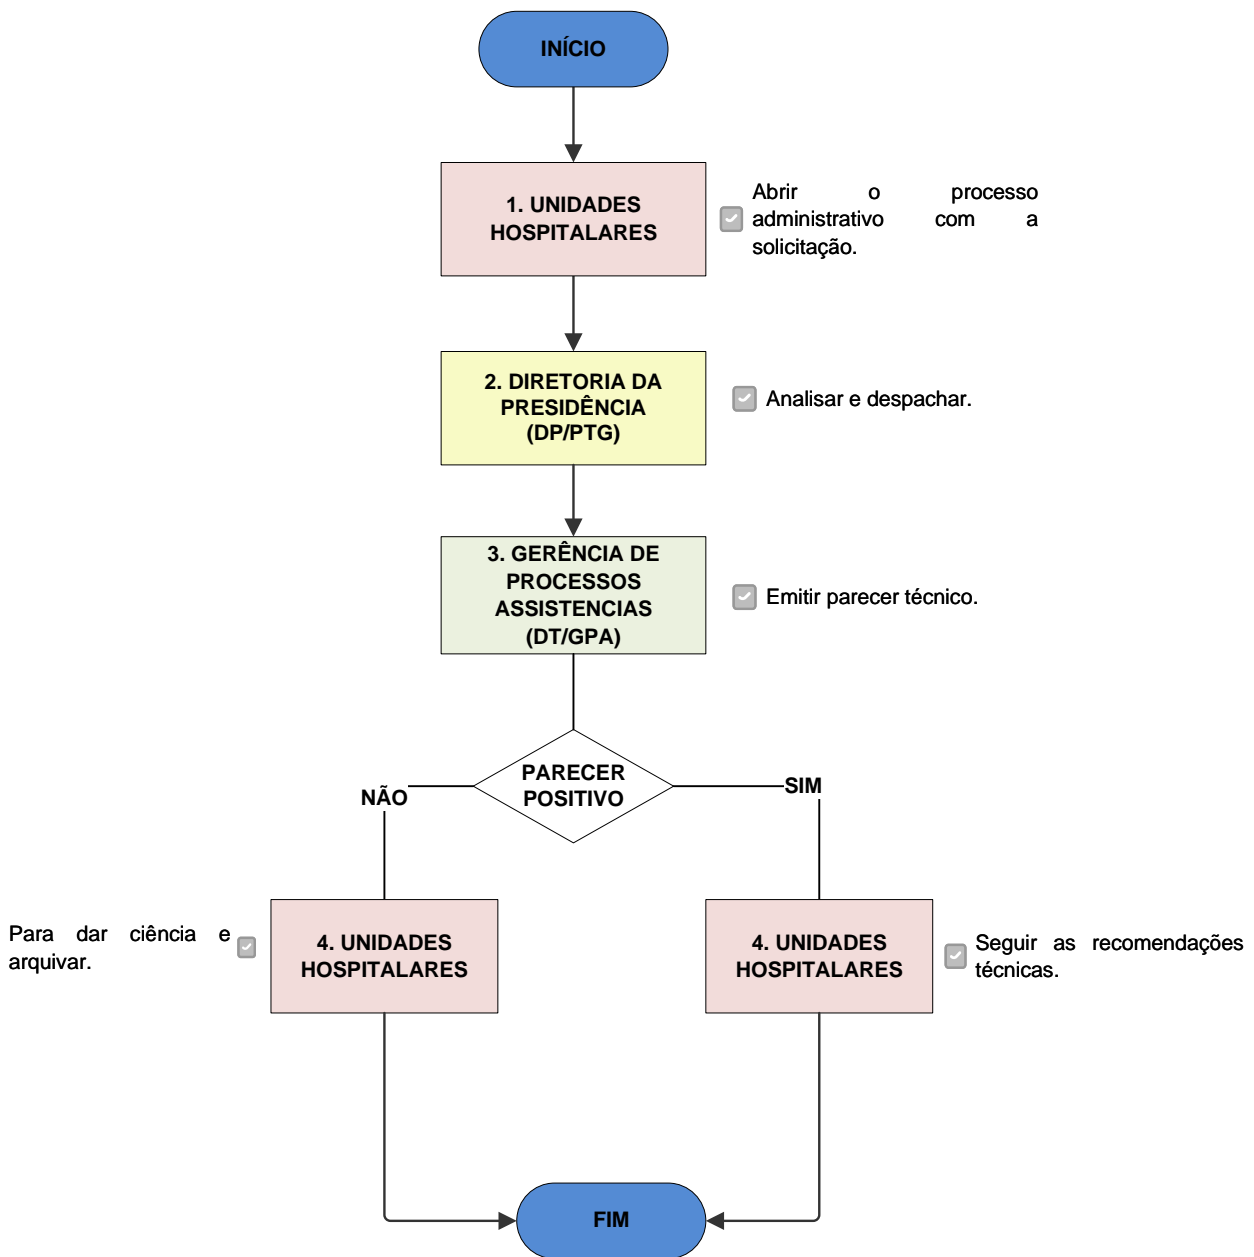 INÍCIO
1. UNIDADES
HOSPITALARES
Abrir o processo
administrativo com a
solicitação.
2. DIRETORIA DA
PRESIDÊNCIA
(DP/PTG)
Analisar e despachar.
3. GERÊNCIA DE
PROCESSOS
ASSISTENCIAS
(DT/GPA)
Emitir parecer técnico.
PARECER
POSITIVO
NÃO
SIM
Para dar ciência e
arquivar.
4. UNIDADES
HOSPITALARES
4. UNIDADES
HOSPITALARES
Seguir as recomendações
técnicas.
FIM